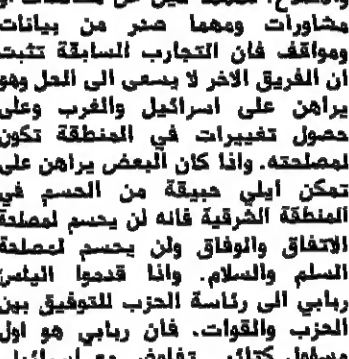 مشاورات ومهما صدر من بيانات
ومواقف فان التجارب السابقة تثبت
ان الفريق الاخر لا يسعى الى الحل وهو
يراهن على اسرائيل والغرب وعلى
حصول تغييرات في المنطقة تكون
لمصلحته. واذا كان البعض يراهن على
تمكن ايلي حبيقة من الحسم في
المنطقة الشرقية فانه لن يحسم لمصلحة
الاتفاق والوفاق ولن يحسم لمصلحة
السلم والسلام. واذا قدموا الياس
ربابي الى رئاسة الحزب للتوفيق بين
الحزب والقوات. فان ربابي هو اول